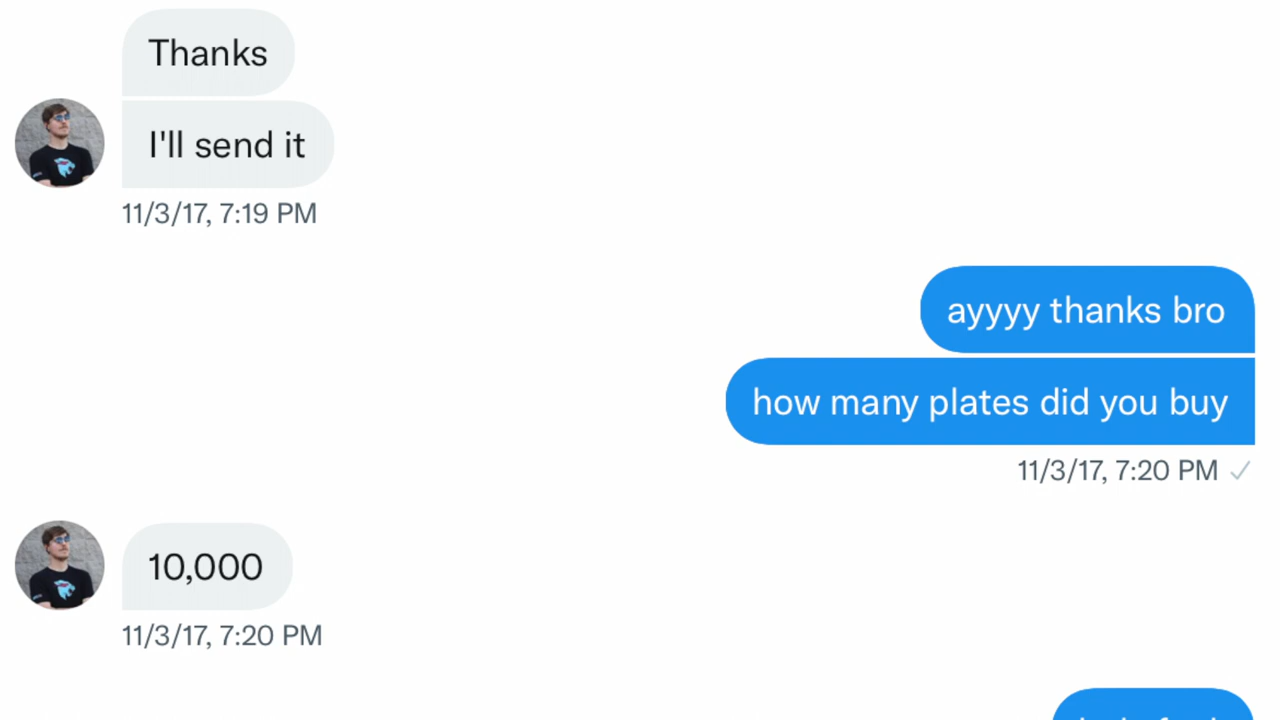 Thanks
I'll send it
11/3/17, 7:19 PM
ayyyy thanks bro
how many plates did you buy
11/3/17, 7:20 PM
10,000
11/3/17, 7:20 PM